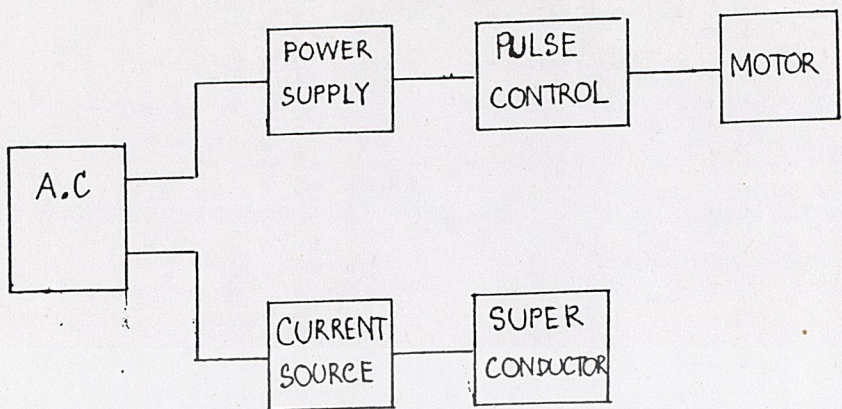 POWER
SUPPLY
PULSE
CONTROL
MOTOR
A.C
CURRENT
SOURCE
SUPER
CONDUCTOR